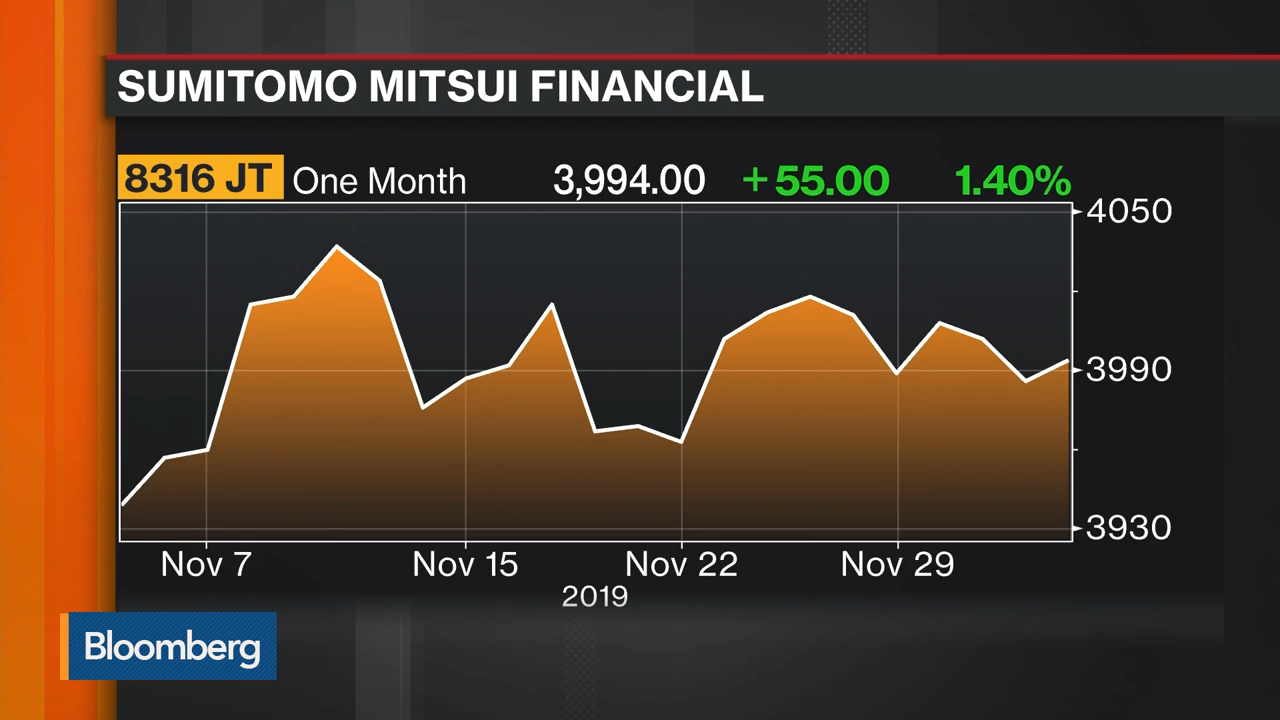 SUMITOMO MITSUI FINANCIAL
8316 JT One Month 3,994.00 +55.00 1.40%
4050
3990
3930
Nov 7 Nov 15 Nov 22 Nov 29
2019
Bloomberg